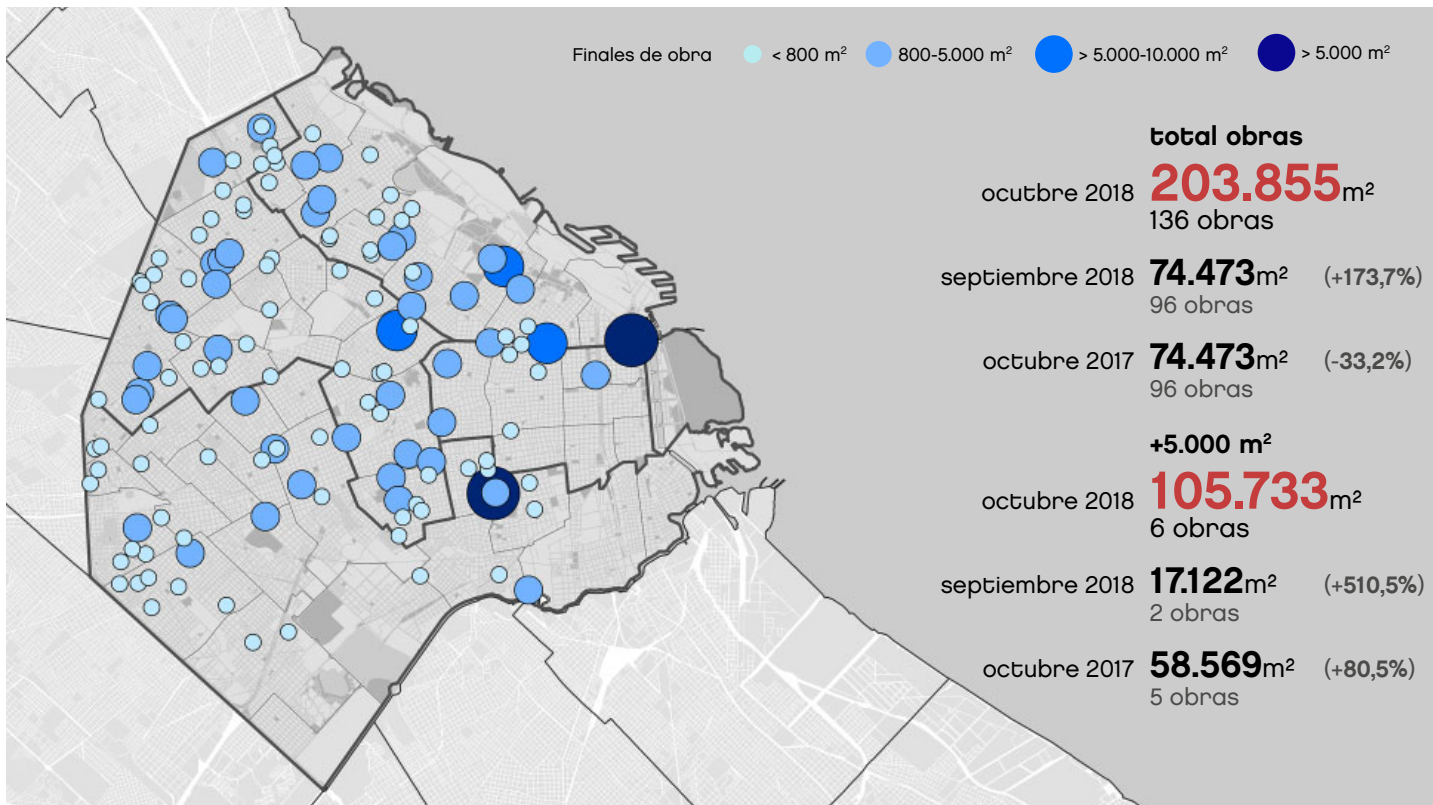 Finales de obra < 800 m² 800-5.000 m² > 5.000-10.000 m² > 5.000 m²
total obras
ocutbre 2018 203.855m²
136 obras
septiembre 2018 74.473m² (+173,7%)
96 obras
octubre 2017 74.473m² (-33,2%)
96 obras
+5.000 m²
octubre 2018 105.733m²
6 obras
septiembre 2018 17.122m² (+510,5%)
2 obras
octubre 2017 58.569m² (+80,5%)
5 obras